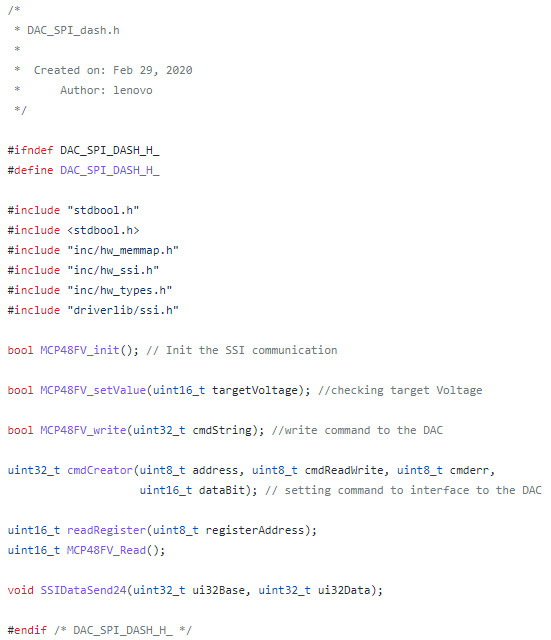 /*
 * DAC_SPI_dash.h
 *
 *  Created on: Feb 29, 2020
 *      Author: lenovo
 */
#ifndef DAC_SPI_DASH_H_
#define DAC_SPI_DASH_H_
#include "stdbool.h"
#include <stdbool.h>
#include "inc/hw_memmap.h"
#include "inc/hw_ssi.h"
#include "inc/hw_types.h"
#include "driverlib/ssi.h"
bool MCP48FV_init(); // Init the SSI communication
bool MCP48FV_setValue(uint16_t targetVoltage); //checking target Voltage
bool MCP48FV_write(uint32_t cmdString); //write command to the DAC
uint32_t cmdCreator(uint8_t address, uint8_t cmdReadWrite, uint8_t cmderr,
                    uint16_t dataBit); // setting command to interface to the DAC
uint16_t readRegister(uint8_t registerAddress);
uint16_t MCP48FV_Read();
void SSIDataSend24(uint32_t ui32Base, uint32_t ui32Data);
#endif /* DAC_SPI_DASH_H_ */